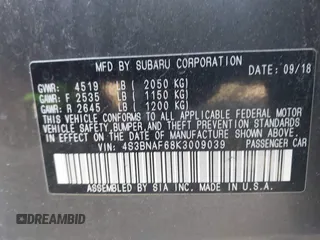 MFD BY SUBARU CORPORATION
DATE: 09/18
GVWR: 4519 LB ( 2050 KG)
GAWR: F 2535 LB ( 1150 KG)
GAWR: R 2645 LB ( 1200 KG)
THIS VEHICLE CONFORMS TO ALL APPLICABLE FEDERAL MOTOR
VEHICLE SAFETY, BUMPER, AND THEFT PREVENTION STANDARDS
IN EFFECT ON THE DATE OF MANUFACTURE SHOWN ABOVE
VIN: 4S3BNAF68K3009039 PASSENGER CAR
ASSEMBLED BY SIA INC. MADE IN U.S.A.
DREAMBID